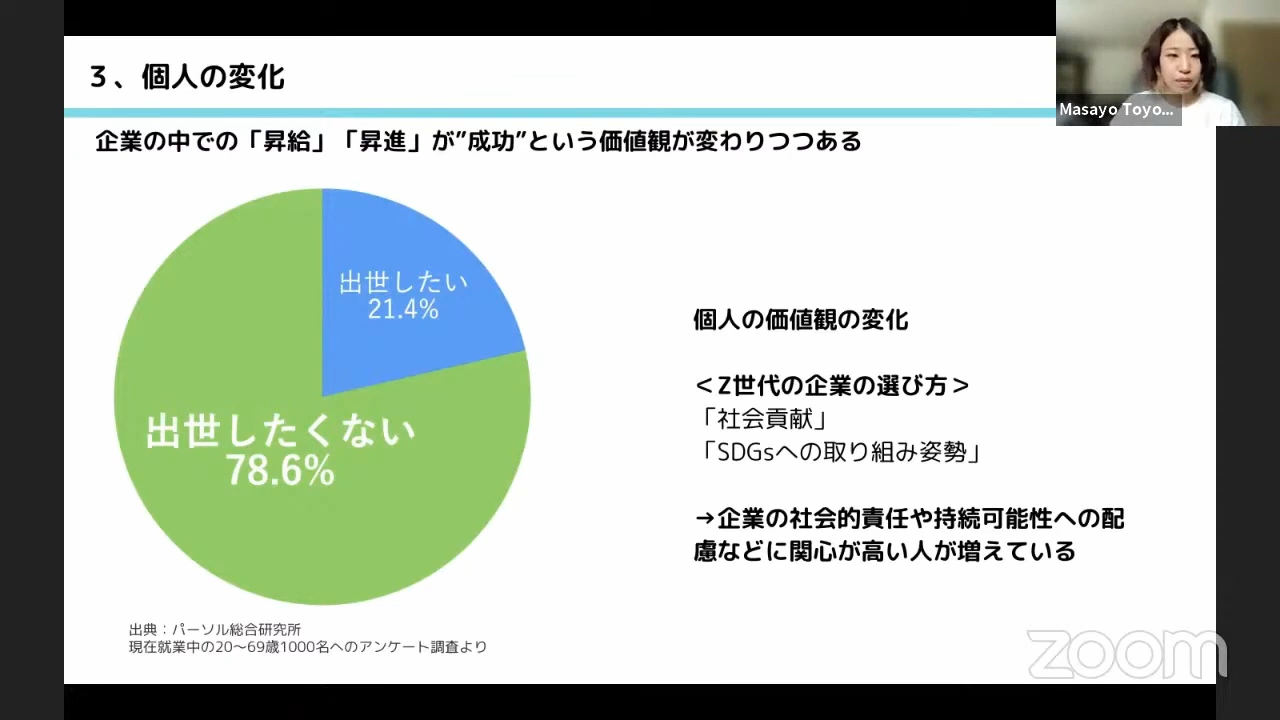 3、個人の変化
Masayo Toyo...
企業の中での「昇給」「昇進」が”成功”という価値観が変わりつつある
出世したい
21.4%
出世したくない
78.6%
個人の価値観の変化
＜Z世代の企業の選び方＞
「社会貢献」
「SDGsへの取り組み姿勢」
→企業の社会的責任や持続可能性への配
慮などに関心が高い人が増えている
出典：パーソル総合研究所
現在就業中の20〜69歳1000名へのアンケート調査より
zoom